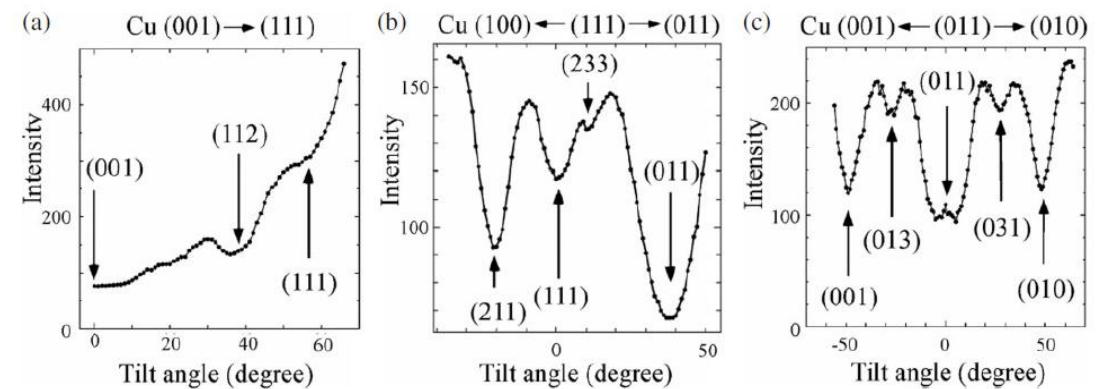 (a)
Cu (001)→(111)
400
200
0
Intensity
(001)
(112)
(111)
0
20
40
60
Tilt angle (degree)
(b)
Cu (100)←(111)→(011)
150
100
Intensity
(233)
(011)
(211)
(111)
0
50
Tilt angle (degree)
(c)
Cu (001)←(011)→(010)
200
100
0
Intensity
(011)
(013)
(031)
(001)
(010)
-50
0
50
Tilt angle (degree)